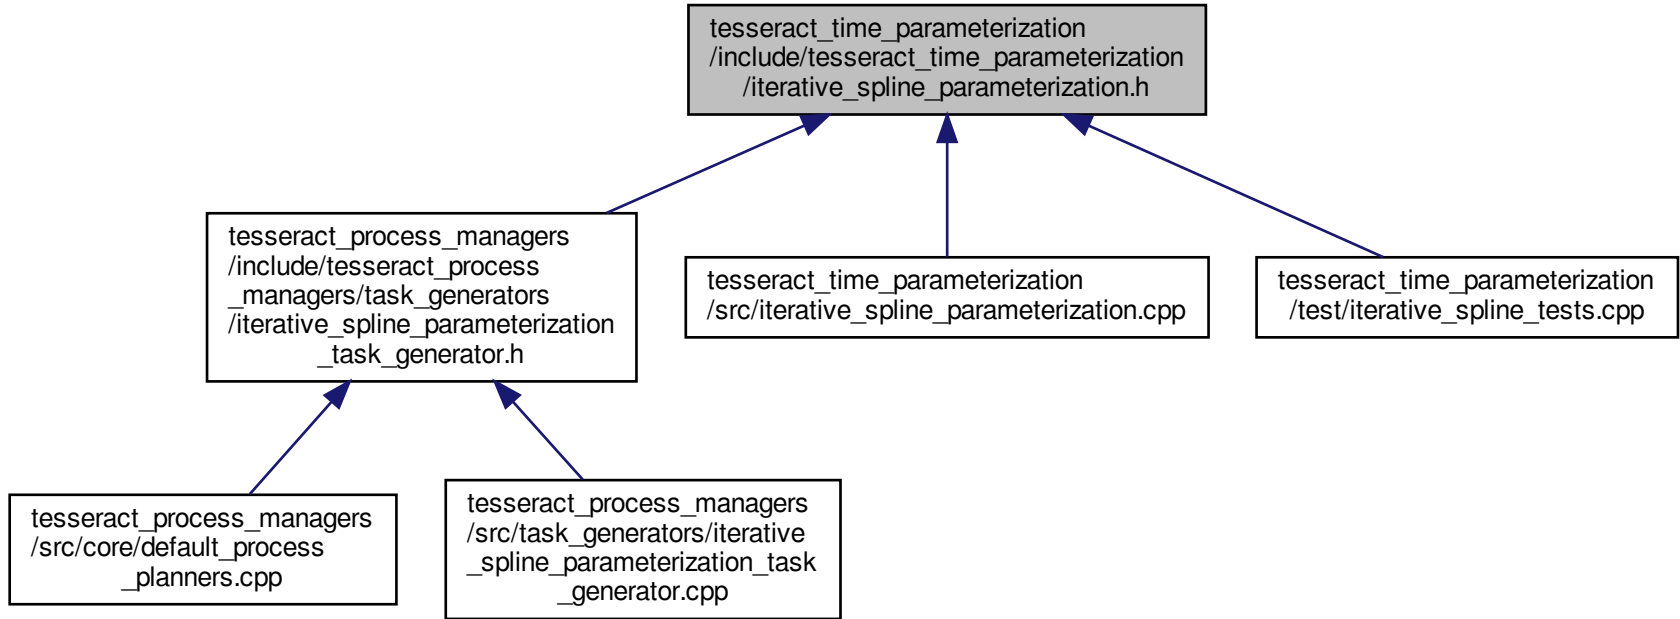 tesseract_time_parameterization
/include/tesseract_time_parameterization
/iterative_spline_parameterization.h
tesseract_process_managers
/include/tesseract_process
_managers/task_generators
/iterative_spline_parameterization
_task_generator.h
tesseract_time_parameterization
/src/iterative_spline_parameterization.cpp
tesseract_time_parameterization
/test/iterative_spline_tests.cpp
tesseract_process_managers
/src/core/default_process
_planners.cpp
tesseract_process_managers
/src/task_generators/iterative
_spline_parameterization_task
_generator.cpp